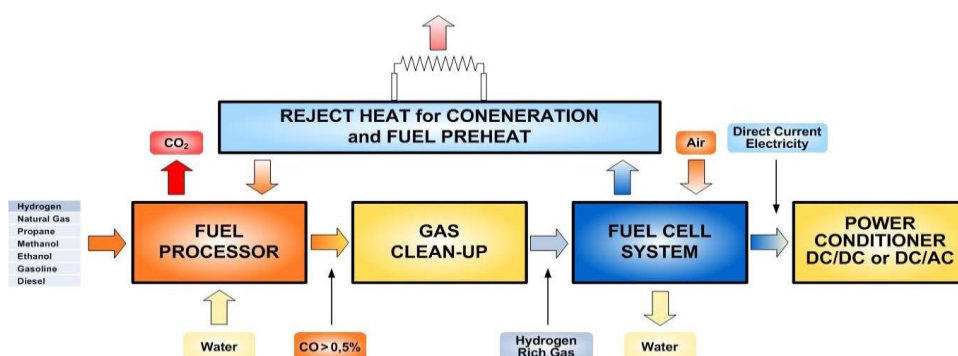 REJECT HEAT for CONENERATION
and FUEL PREHEAT
CO₂
Air
Direct Current
Electricity
Hydrogen
Natural Gas
Propane
Methanol
Ethanol
Gasoline
Diesel
FUEL
PROCESSOR
GAS
CLEAN-UP
FUEL CELL
SYSTEM
POWER
CONDITIONER
DC/DC or DC/AC
Water
CO > 0,5%
Hydrogen
Rich Gas
Water